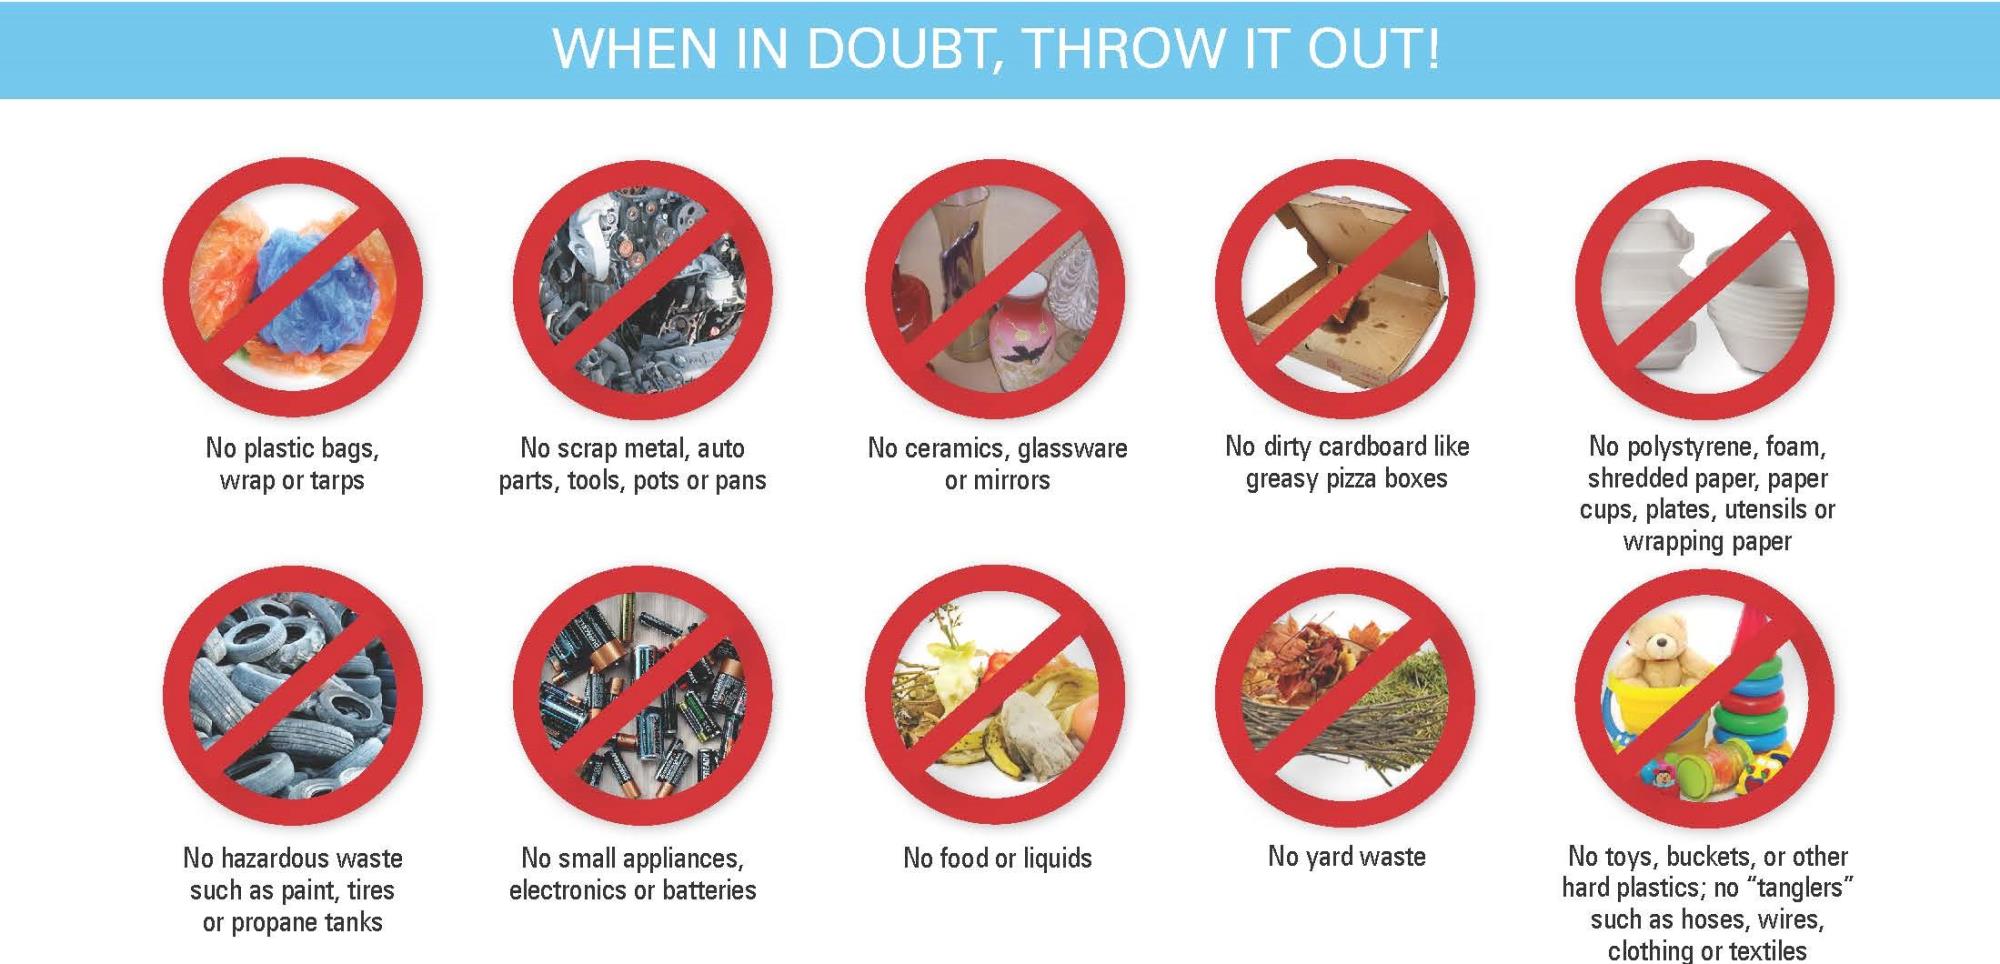 WHEN IN DOUBT, THROW IT OUT!
No plastic bags,
wrap or tarps
No scrap metal, auto
parts, tools, pots or pans
No ceramics, glassware
or mirrors
No dirty cardboard like
greasy pizza boxes
No polystyrene, foam,
shredded paper, paper
cups, plates, utensils or
wrapping paper
No hazardous waste
such as paint, tires
or propane tanks
No small appliances,
electronics or batteries
No food or liquids
No yard waste
No toys, buckets, or other
hard plastics; no “tanglers”
such as hoses, wires,
clothing or textiles